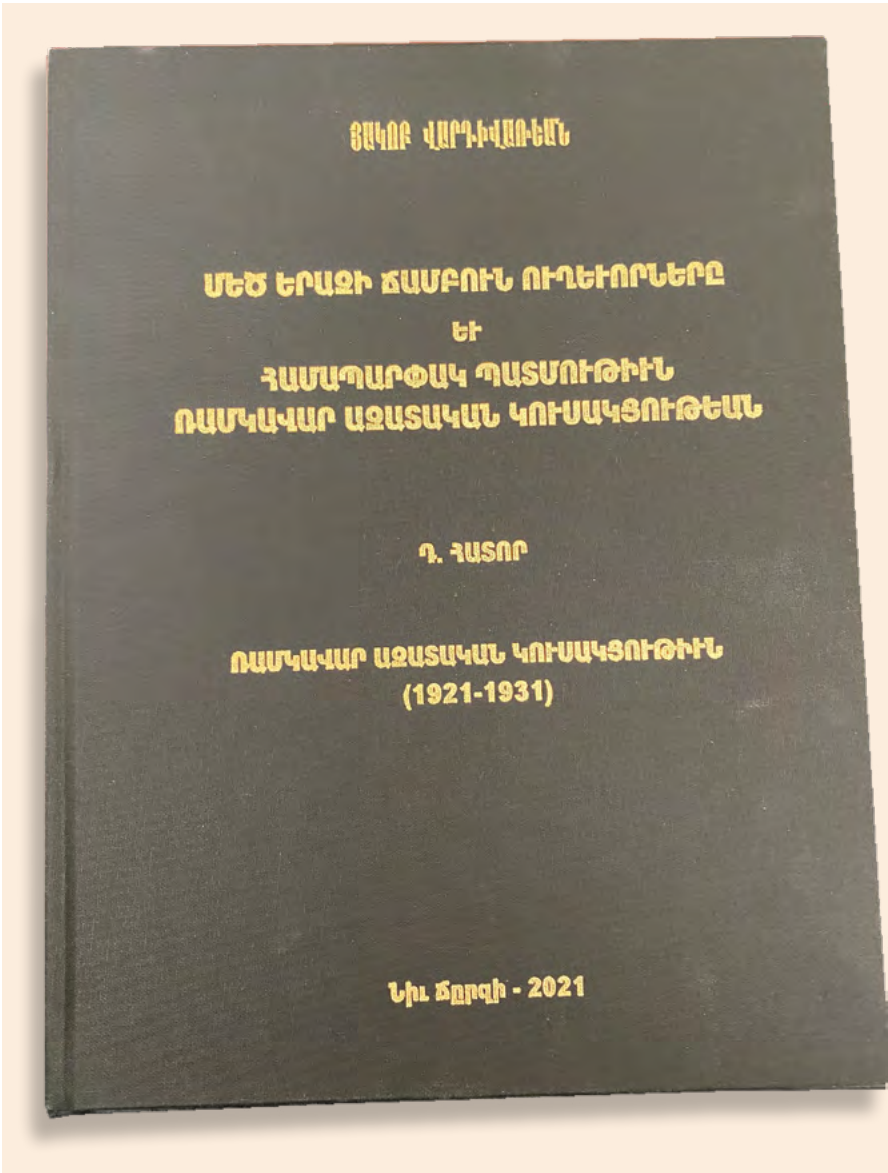 ՅԱԿՈԲ ՎԱՐԴԻՎԱՌԵԱՆ
ՄԵԾ ԵՐԱԶԻ ՃԱՄԲՈՒՆ ՈՒՂԵՒՈՐՆԵՐԸ
ԵՒ
ՀԱՄԱՊԱՐՓԱԿ ՊԱՏՄՈՒԹԻՒՆ
ՌԱՄԿԱՎԱՐ ԱԶԱՏԱԿԱՆ ԿՈՒՍԱԿՑՈՒԹԵԱՆ
Դ. ՀԱՏՈՐ
ՌԱՄԿԱՎԱՐ ԱԶԱՏԱԿԱՆ ԿՈՒՍԱԿՑՈՒԹԻՒՆ
(1921-1931)
Նիւ Ճըրզի - 2021